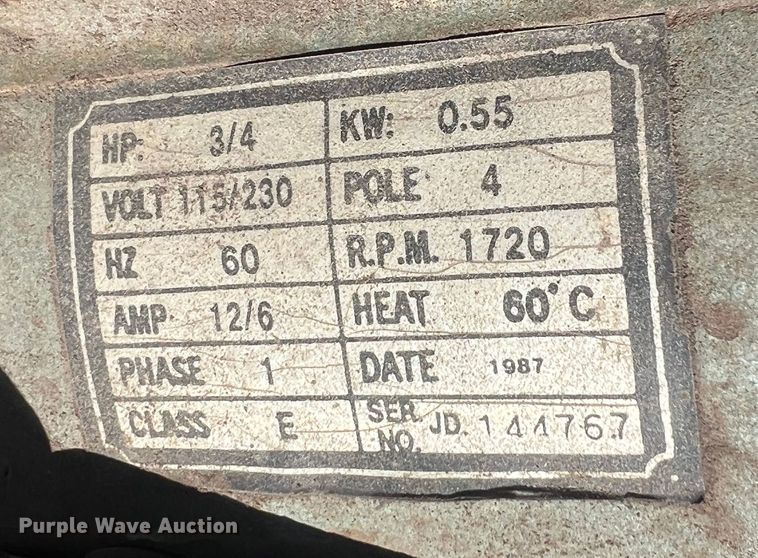 HP: 3/4 KW: 0.55
VOLT 115/230 POLE 4
HZ 60 R.P.M. 1720
AMP 12/6 HEAT 60°C
PHASE 1 DATE 1987
CLASS E SER. NO. JD. 144767
Purple Wave Auction